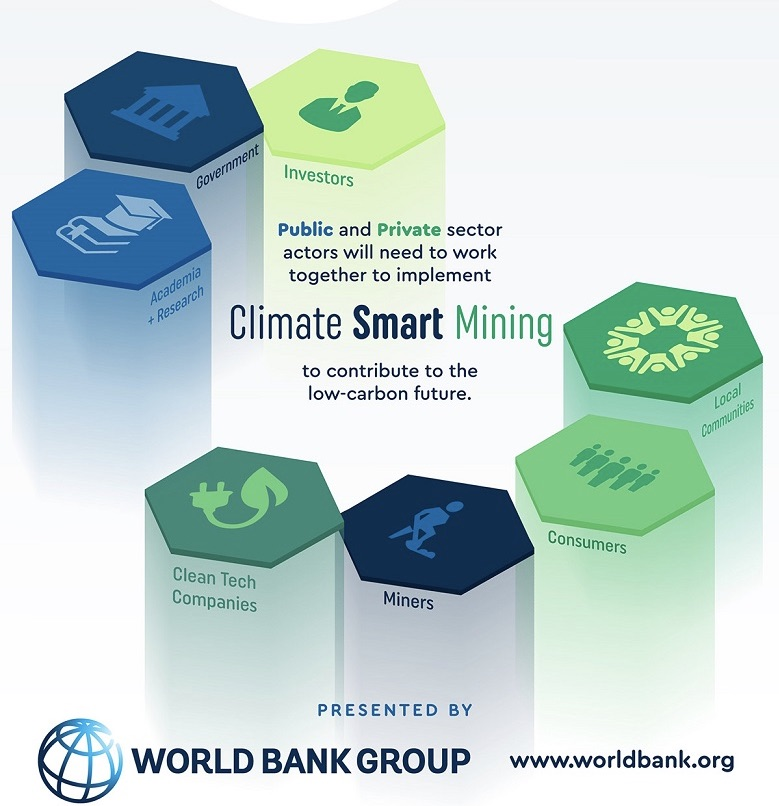 Government
Investors
Academia
+ Research
Public and Private sector
actors will need to work
together to implement
Climate Smart Mining
to contribute to the
low-carbon future.
Local
Communities
Consumers
Clean Tech
Companies
Miners
PRESENTED BY
WORLD BANK GROUP
www.worldbank.org